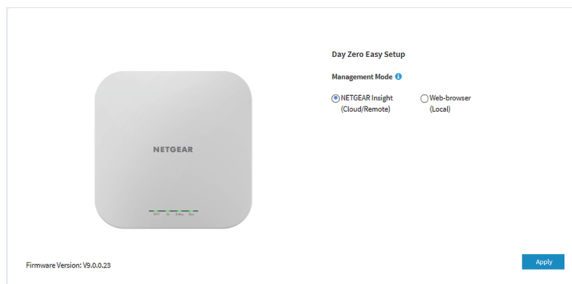 Day Zero Easy Setup
Management Mode
NETGEAR Insight
(Cloud/Remote)
Web-browser
(Local)
NETGEAR
Firmware Version: V9.0.0.23
Apply